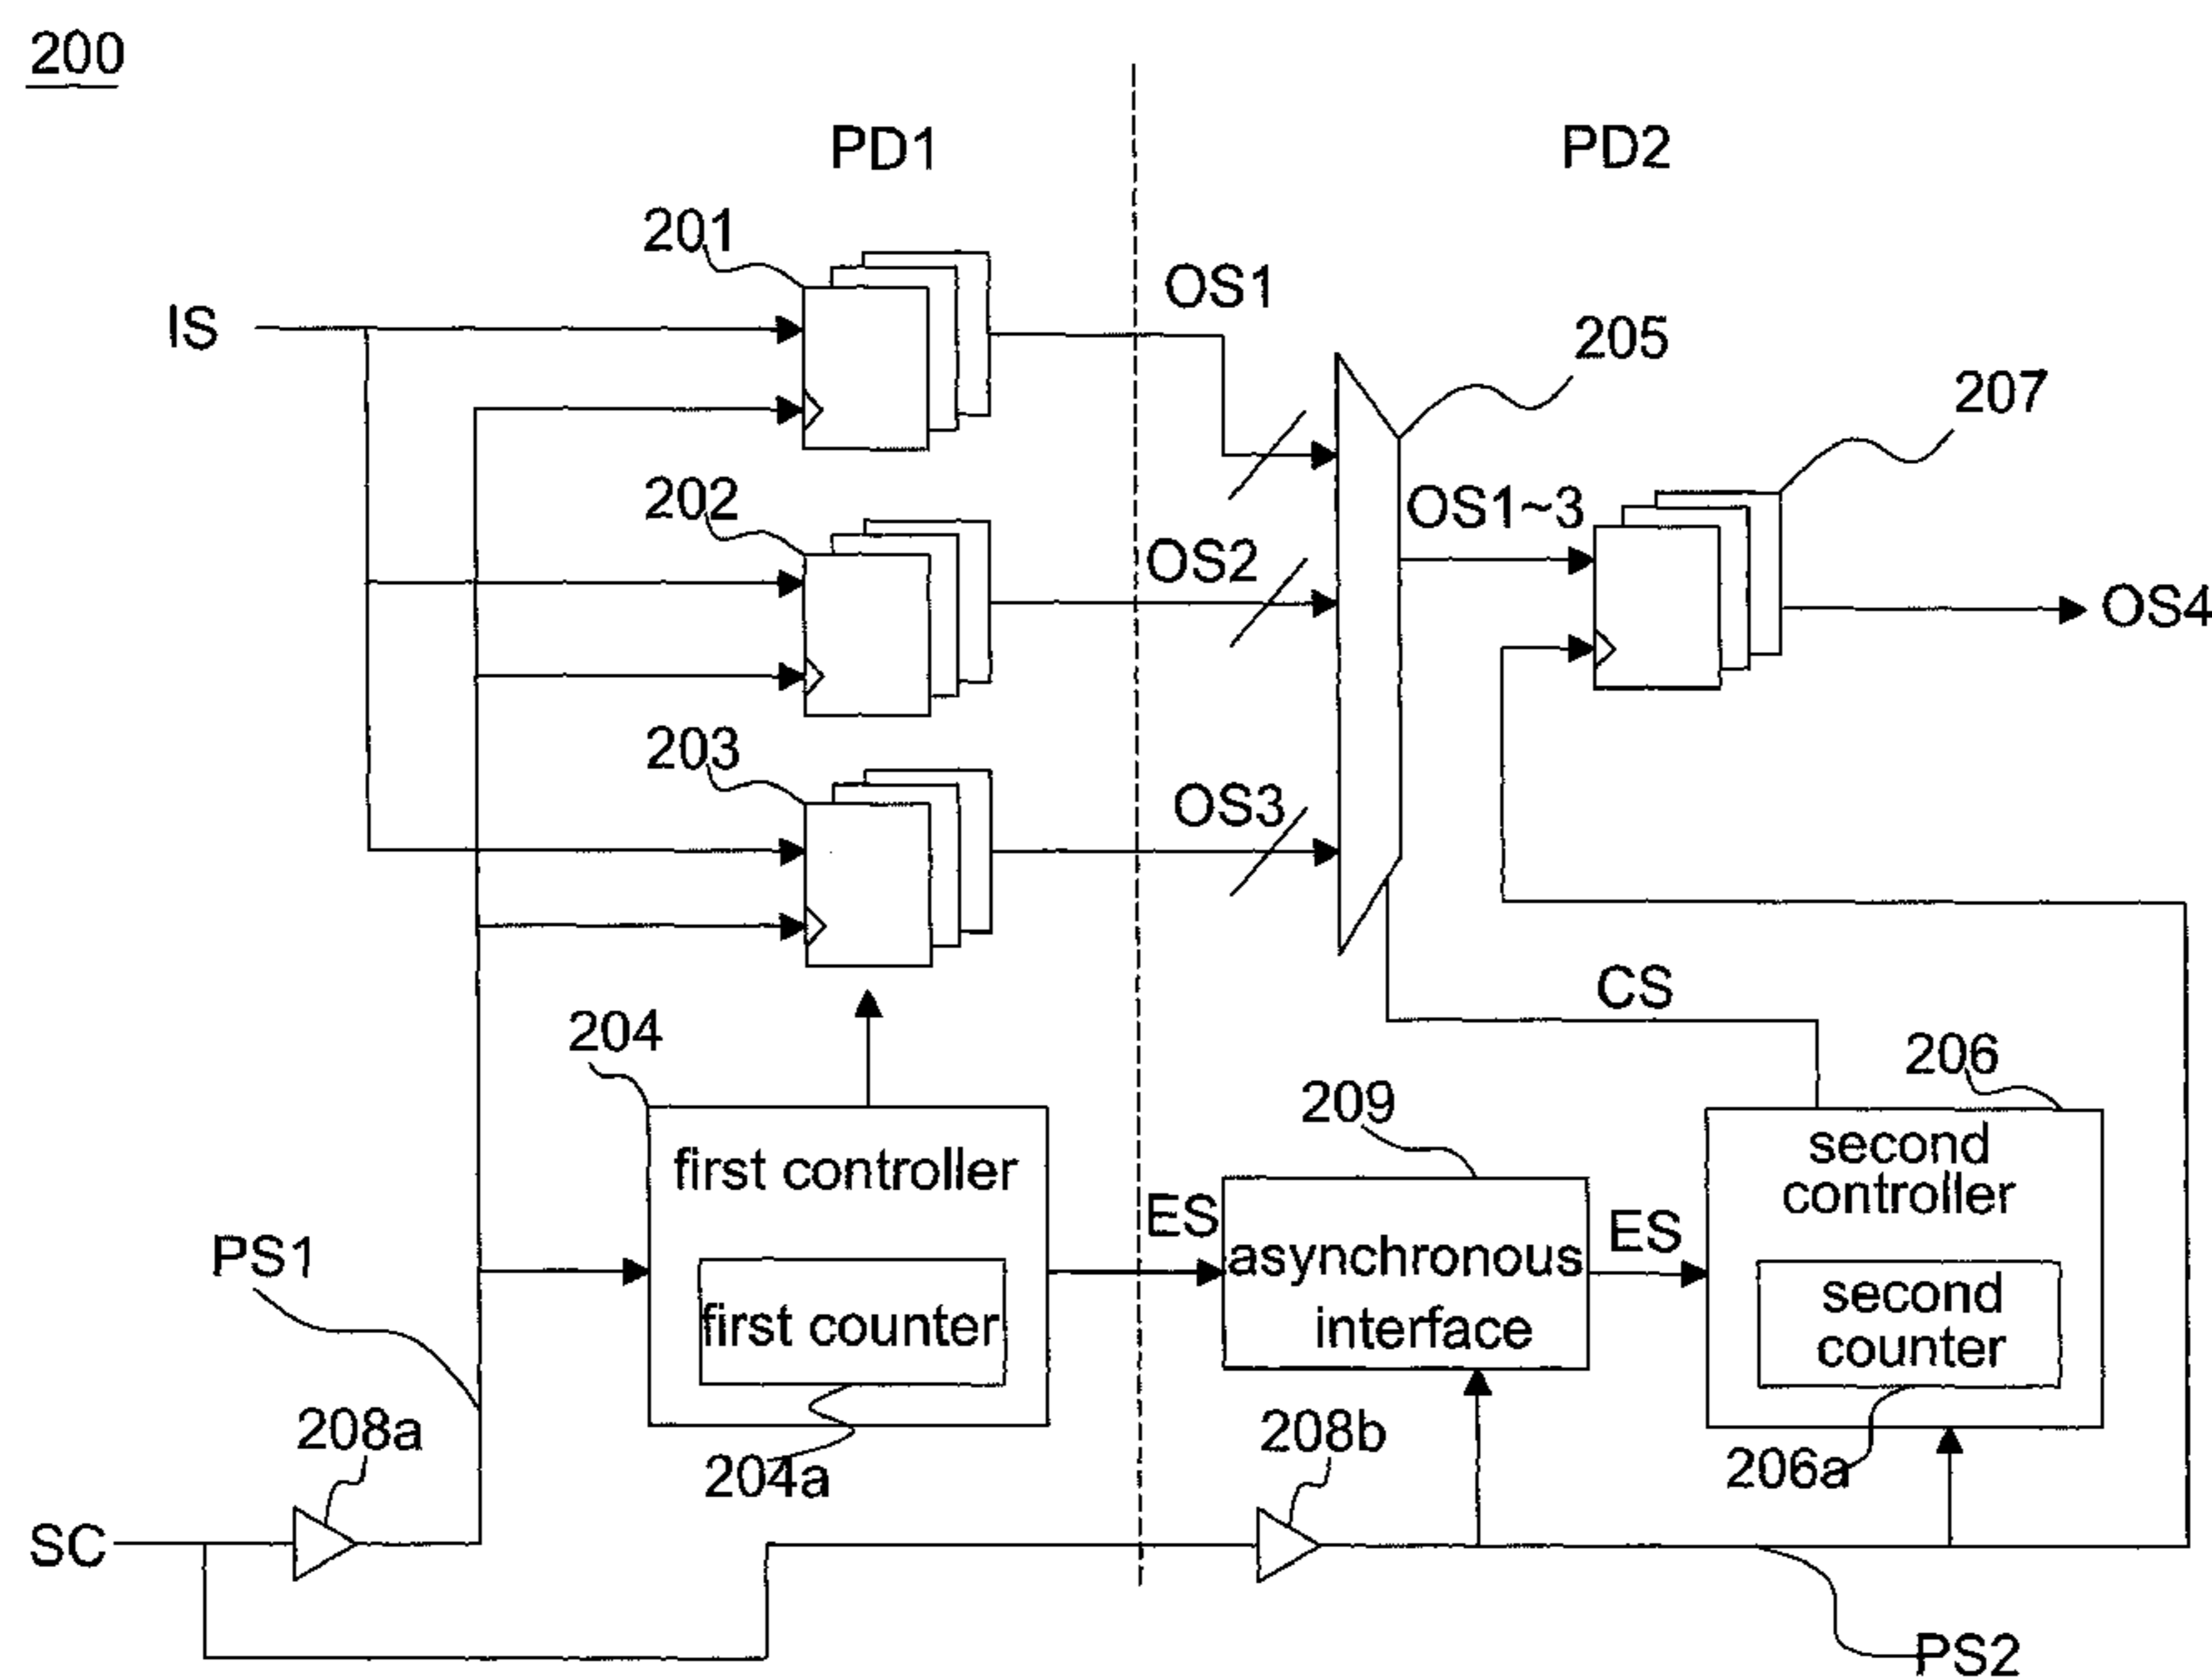 200
PD1
PD2
201
OS1
IS
205
207
202
OS1~3
OS2
OS4
203
OS3
CS
204
206
209
first controller
second
controller
ES
ES
PS1
asynchronous
interface
first counter
second
counter
208a
208b
204a
206a
SC
PS2